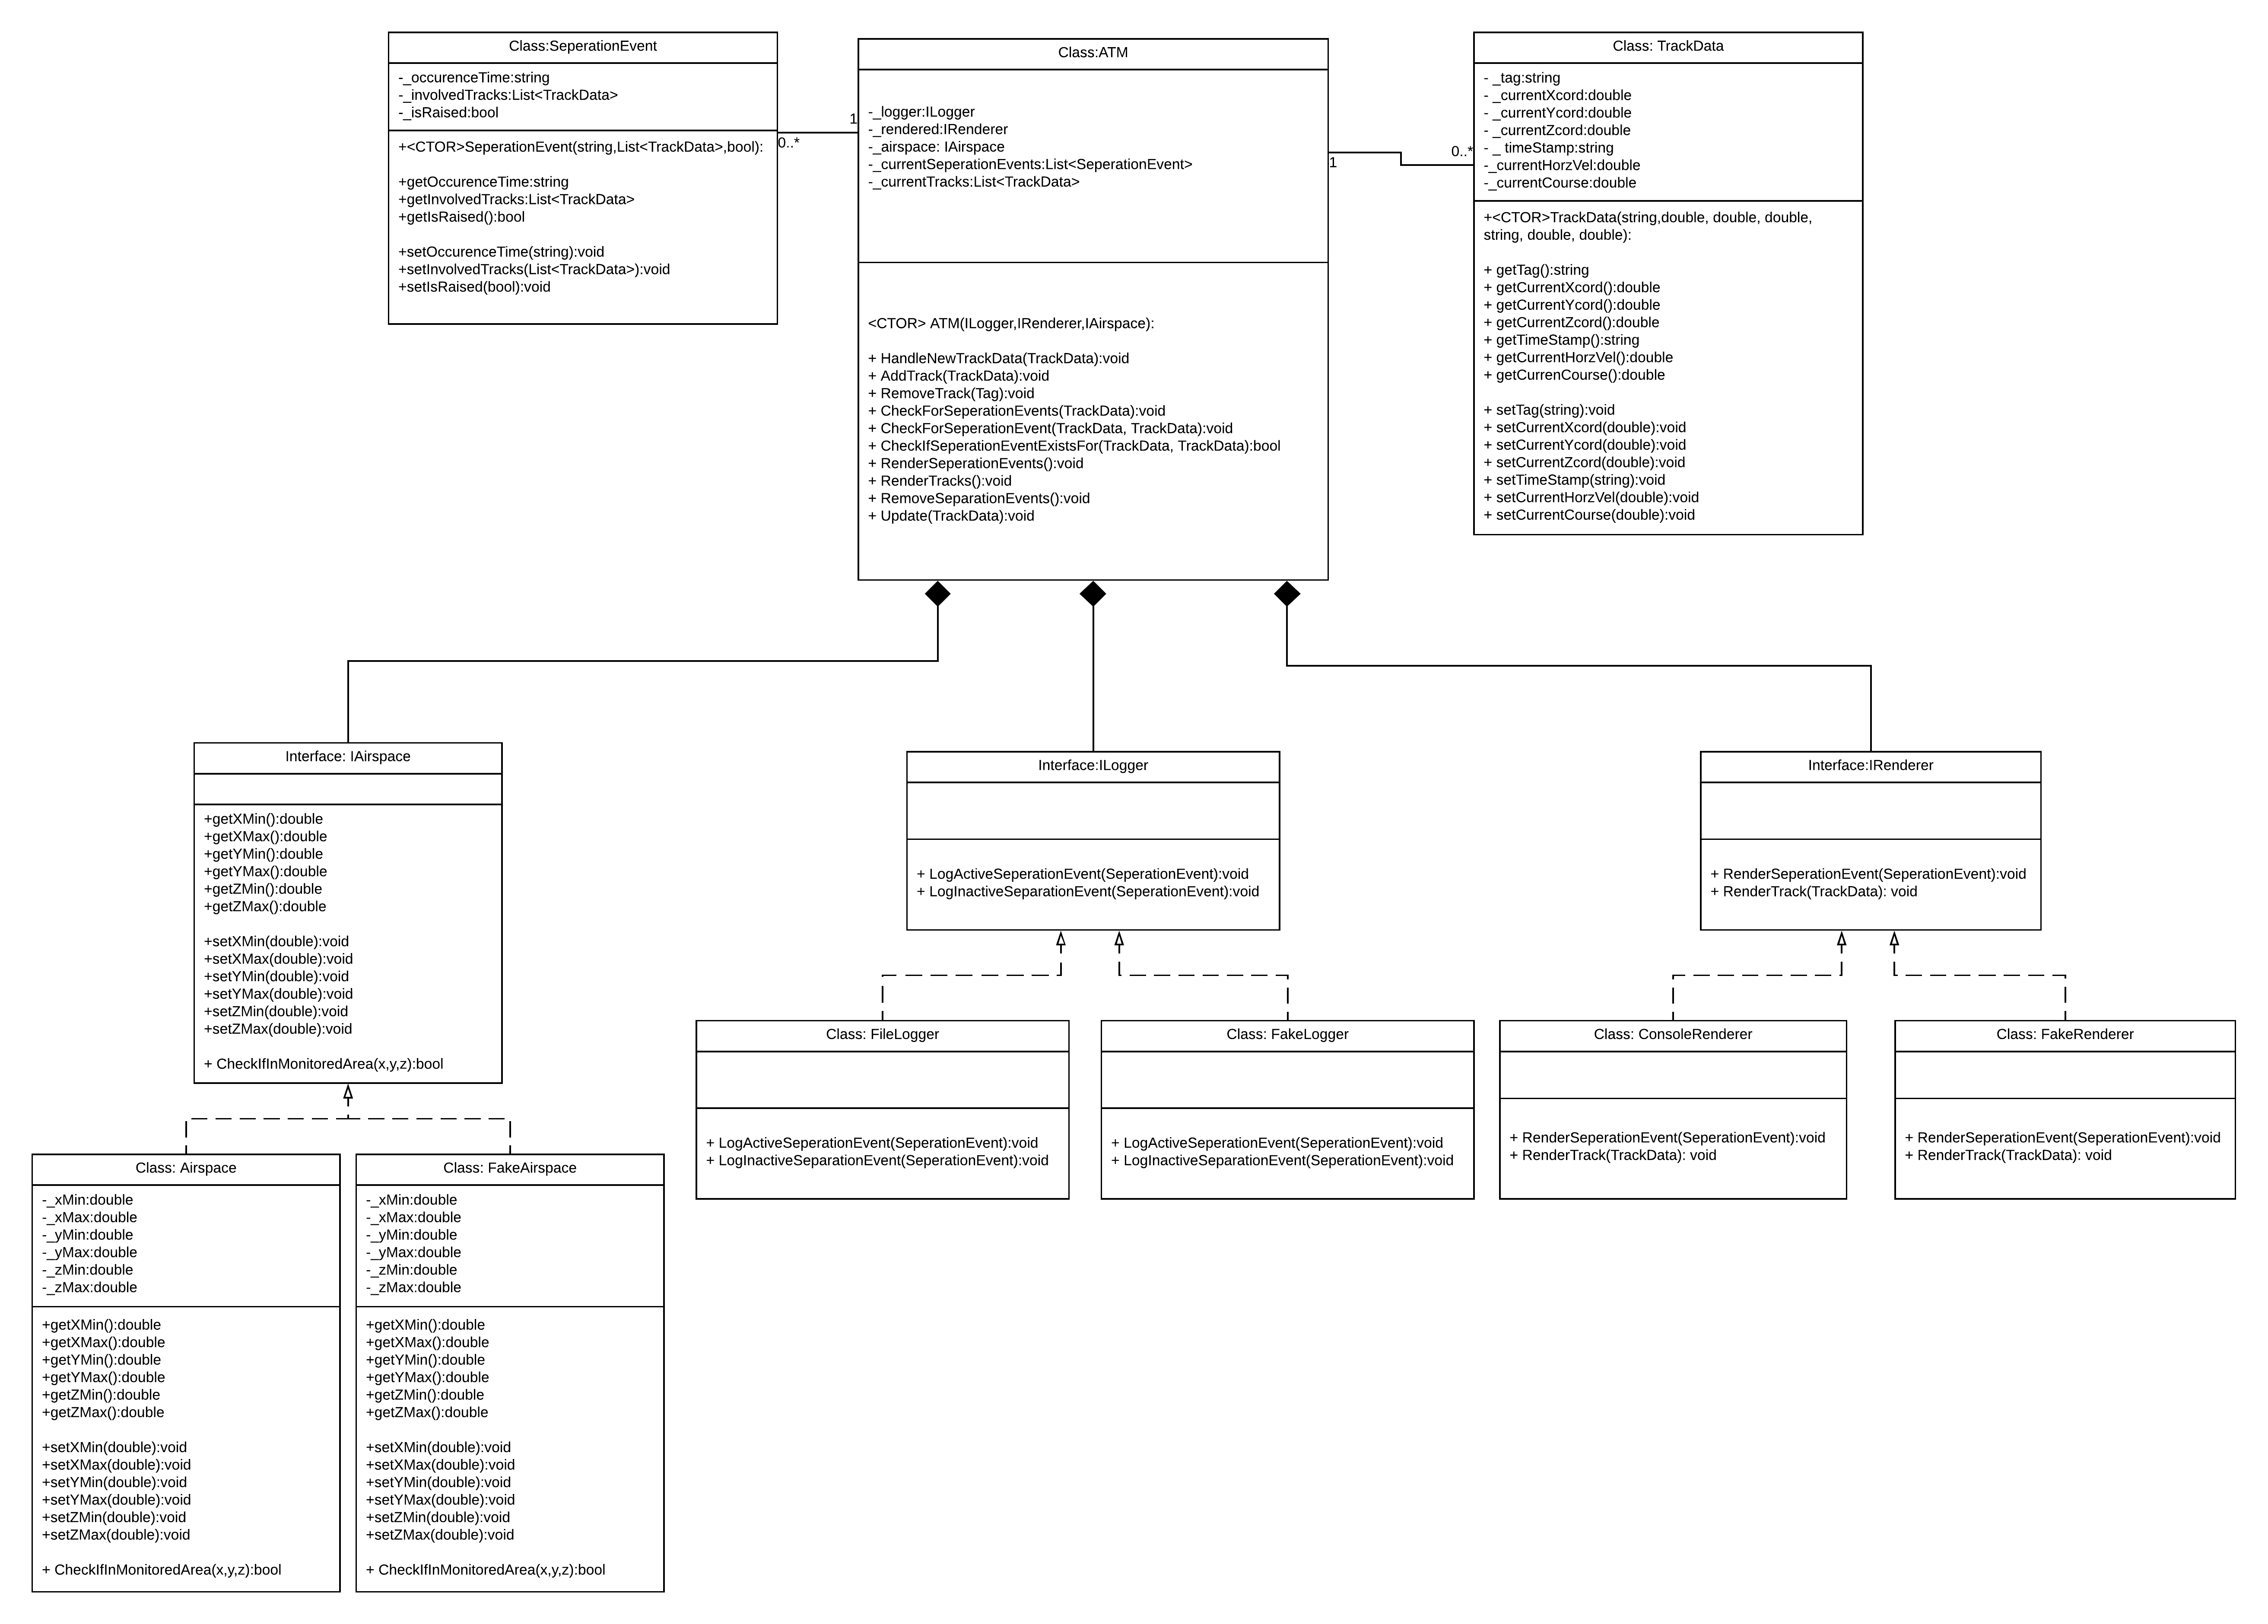 Class:SeperationEvent
-_occurenceTime:string
-_involvedTracks:List<TrackData>
-_isRaised:bool
+<CTOR>SeperationEvent(string,List<TrackData>,bool):
+getOccurenceTime:string
+getInvolvedTracks:List<TrackData>
+getIsRaised():bool
+setOccurenceTime(string):void
+setInvolvedTracks(List<TrackData>):void
+setIsRaised(bool):void
0..*
1
Class:ATM
-_logger:ILogger
-_rendered:IRenderer
-_airspace: IAirspace
-_currentSeperationEvents:List<SeperationEvent>
-_currentTracks:List<TrackData>
<CTOR> ATM(ILogger,IRenderer,IAirspace):
+ HandleNewTrackData(TrackData):void
+ AddTrack(TrackData):void
+ RemoveTrack(Tag):void
+ CheckForSeperationEvents(TrackData):void
+ CheckForSeperationEvent(TrackData, TrackData):void
+ CheckIfSeperationEventExistsFor(TrackData, TrackData):bool
+ RenderSeperationEvents():void
+ RenderTracks():void
+ RemoveSeparationEvents():void
+ Update(TrackData):void
1
0..*
Class: TrackData
- _tag:string
- _currentXcord:double
- _currentYcord:double
- _currentZcord:double
- _ timeStamp:string
-_currentHorzVel:double
-_currentCourse:double
+<CTOR>TrackData(string,double, double, double,
string, double, double):
+ getTag():string
+ getCurrentXcord():double
+ getCurrentYcord():double
+ getCurrentZcord():double
+ getTimeStamp():string
+ getCurrentHorzVel():double
+ getCurrenCourse():double
+ setTag(string):void
+ setCurrentXcord(double):void
+ setCurrentYcord(double):void
+ setCurrentZcord(double):void
+ setTimeStamp(string):void
+ setCurrentHorzVel(double):void
+ setCurrentCourse(double):void
Interface: IAirspace
+getXMin():double
+getXMax():double
+getYMin():double
+getYMax():double
+getZMin():double
+getZMax():double
+setXMin(double):void
+setXMax(double):void
+setYMin(double):void
+setYMax(double):void
+setZMin(double):void
+setZMax(double):void
+ CheckIfInMonitoredArea(x,y,z):bool
Interface:ILogger
+ LogActiveSeperationEvent(SeperationEvent):void
+ LogInactiveSeparationEvent(SeperationEvent):void
Interface:IRenderer
+ RenderSeperationEvent(SeperationEvent):void
+ RenderTrack(TrackData): void
Class: FileLogger
+ LogActiveSeperationEvent(SeperationEvent):void
+ LogInactiveSeparationEvent(SeperationEvent):void
Class: FakeLogger
+ LogActiveSeperationEvent(SeperationEvent):void
+ LogInactiveSeparationEvent(SeperationEvent):void
Class: ConsoleRenderer
+ RenderSeperationEvent(SeperationEvent):void
+ RenderTrack(TrackData): void
Class: FakeRenderer
+ RenderSeperationEvent(SeperationEvent):void
+ RenderTrack(TrackData): void
Class: Airspace
-_xMin:double
-_xMax:double
-_yMin:double
-_yMax:double
-_zMin:double
-_zMax:double
+getXMin():double
+getXMax():double
+getYMin():double
+getYMax():double
+getZMin():double
+getZMax():double
+setXMin(double):void
+setXMax(double):void
+setYMin(double):void
+setYMax(double):void
+setZMin(double):void
+setZMax(double):void
+ CheckIfInMonitoredArea(x,y,z):bool
Class: FakeAirspace
-_xMin:double
-_xMax:double
-_yMin:double
-_yMax:double
-_zMin:double
-_zMax:double
+getXMin():double
+getXMax():double
+getYMin():double
+getYMax():double
+getZMin():double
+getZMax():double
+setXMin(double):void
+setXMax(double):void
+setYMin(double):void
+setYMax(double):void
+setZMin(double):void
+setZMax(double):void
+ CheckIfInMonitoredArea(x,y,z):bool